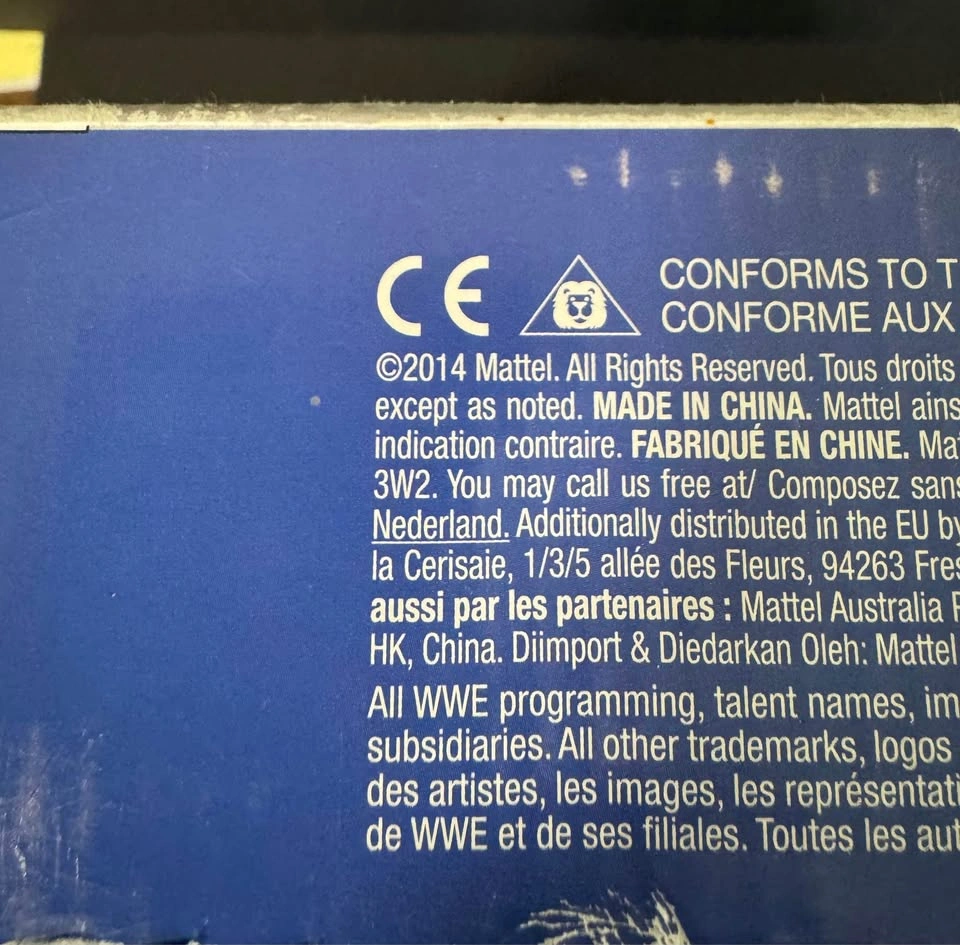 CE CONFORMS TO T
CONFORME AUX
©2014 Mattel. All Rights Reserved. Tous droits
except as noted. MADE IN CHINA. Mattel ains
indication contraire. FABRIQUÉ EN CHINE. Mat
3W2. You may call us free at/ Composez sans
Nederland. Additionally distributed in the EU by
la Cerisaie, 1/3/5 allée des Fleurs, 94263 Fres
aussi par les partenaires : Mattel Australia P
HK, China. Diimport & Diedarkan Oleh: Mattel
All WWE programming, talent names, im
subsidiaries. All other trademarks, logos
des artistes, les images, les représentati
de WWE et de ses filiales. Toutes les aut